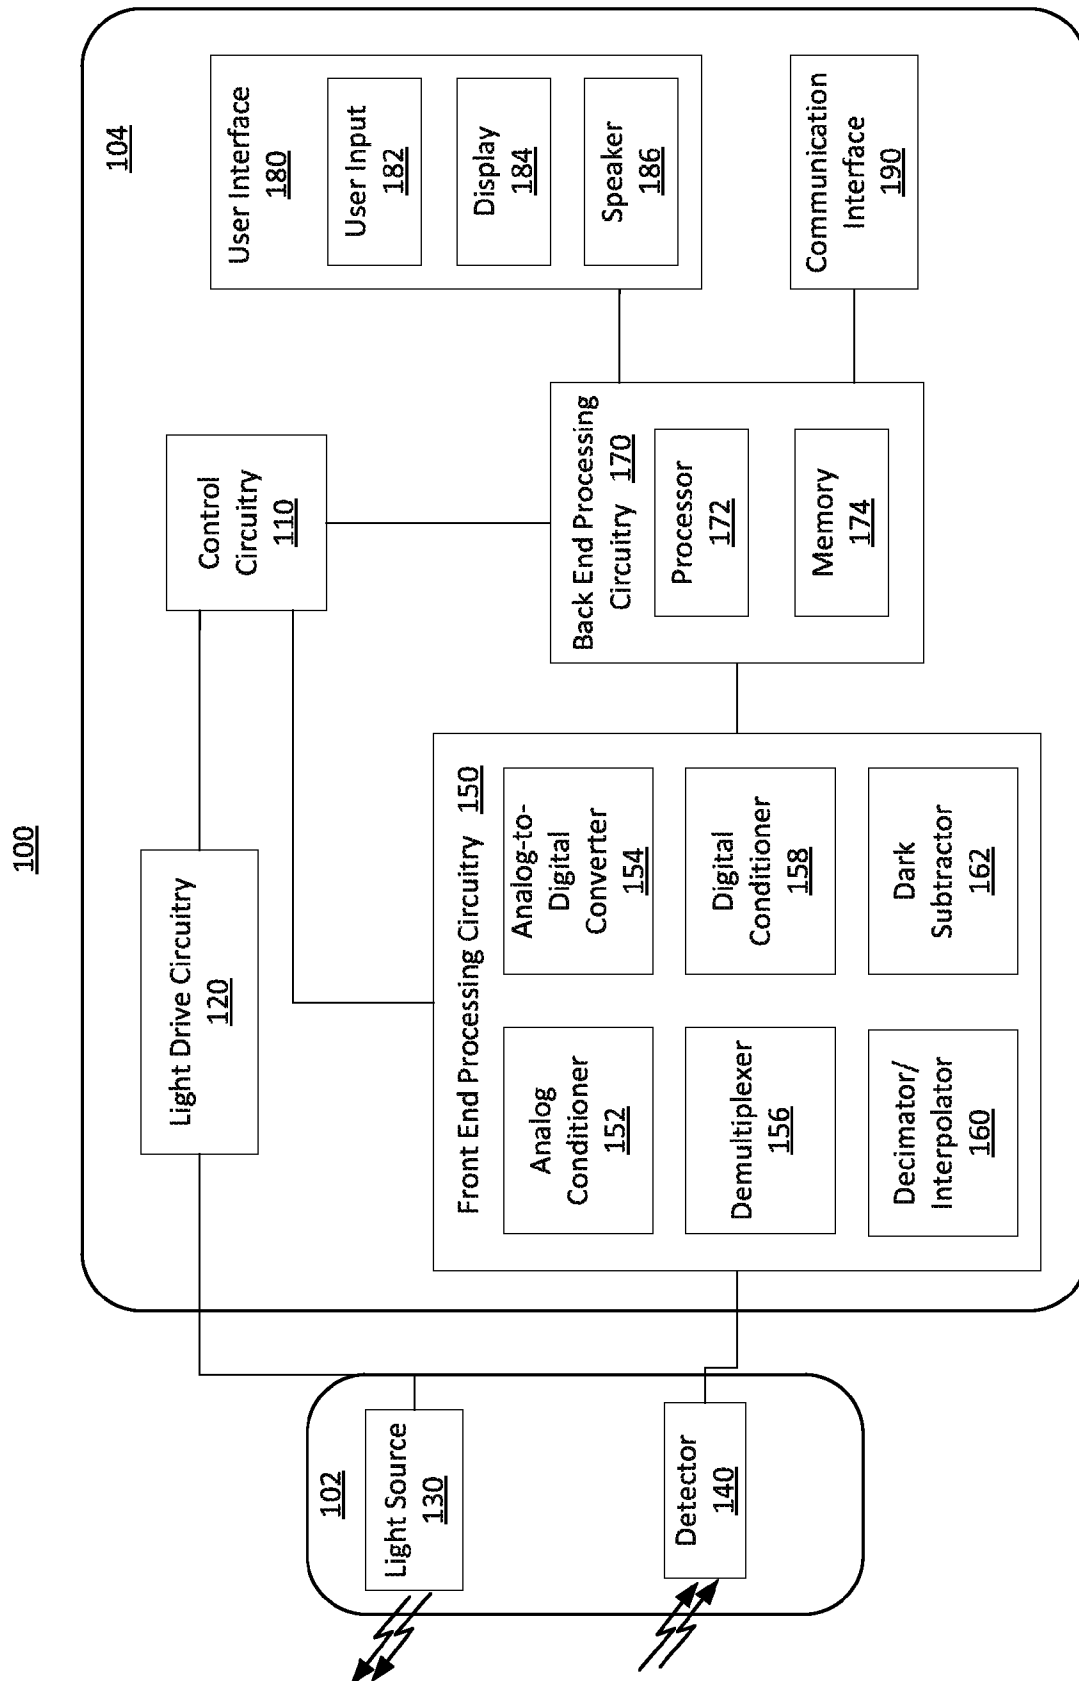 100
104
102
Light Source
130
Detector
140
Light Drive Circuitry
120
Control
Circuitry
110
Front End Processing Circuitry 150
Analog
Conditioner
152
Analog-to-
Digital
Converter
154
Demultiplexer
156
Digital
Conditioner
158
Decimator/
Interpolator
160
Dark
Subtractor
162
Back End Processing
Circuitry 170
Processor
172
Memory
174
User Interface
180
User Input
182
Display
184
Speaker
186
Communication
Interface
190